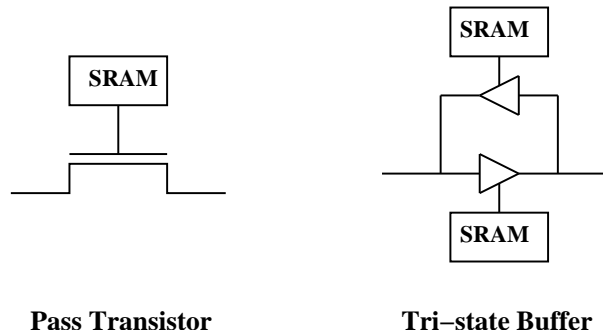 SRAM
SRAM
SRAM
Pass Transistor
Tri−state Buffer